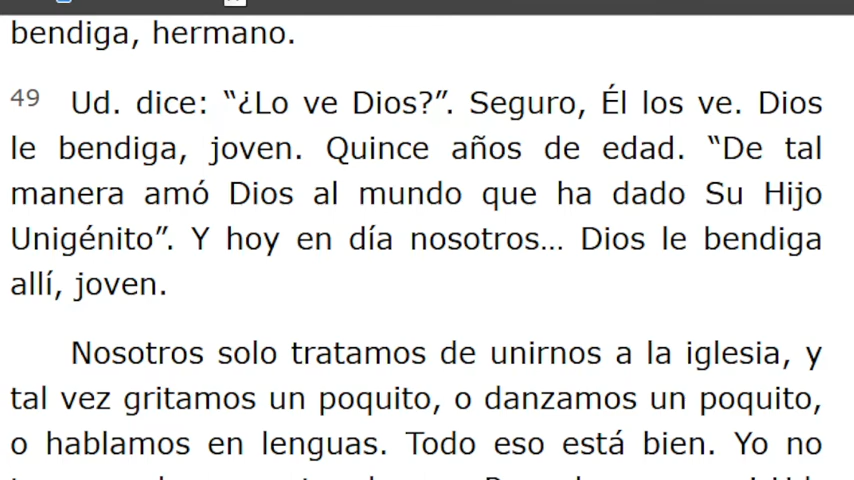 bendiga, hermano.
49 Ud. dice: “¿Lo ve Dios?”. Seguro, Él los ve. Dios
le bendiga, joven. Quince años de edad. “De tal
manera amó Dios al mundo que ha dado Su Hijo
Unigénito”. Y hoy en día nosotros… Dios le bendiga
allí, joven.
Nosotros solo tratamos de unirnos a la iglesia, y
tal vez gritamos un poquito, o danzamos un poquito,
o hablamos en lenguas. Todo eso está bien. Yo no